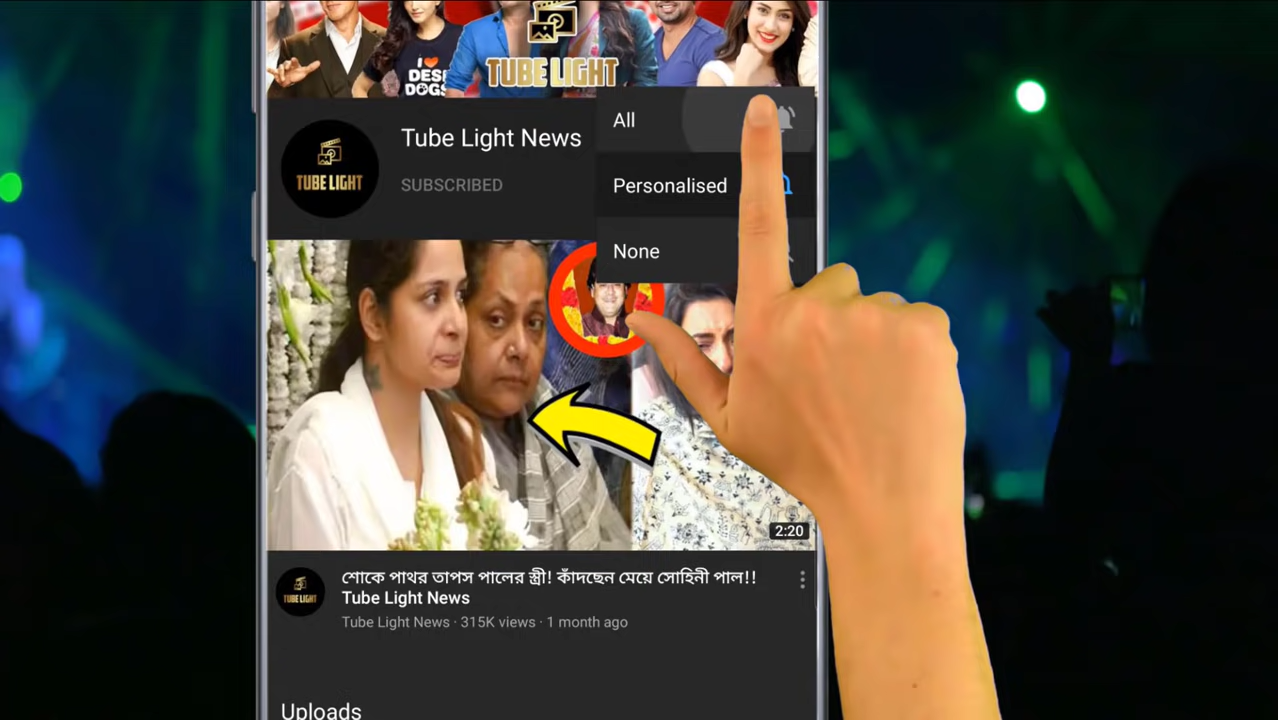 I ❤ DESI
DOGS
TUBE LIGHT
Tube Light News
SUBSCRIBED
All
Personalised
None
TUBE LIGHT
2:20
শোকে পাথর তাপস পালের স্ত্রী! কাঁদছেন মেয়ে সোহিনী পাল!!
Tube Light News
Tube Light News · 315K views · 1 month ago
TUBE LIGHT
Uploads